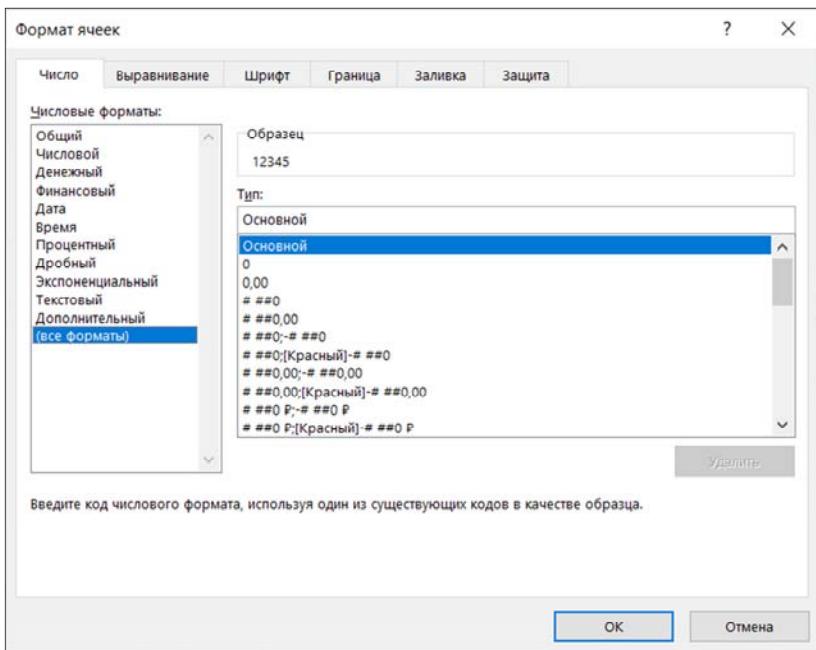 Формат ячеек
?
Число
Выравнивание
Шрифт
Граница
Заливка
Защита
Числовые форматы:
Общий
Числовой
Денежный
Финансовый
Дата
Время
Процентный
Дробный
Экспоненциальный
Текстовый
Дополнительный
(все форматы)
Образец
12345
Тип:
Основной
Основной
0
0,00
# ##0
# ##0,00
# ##0;-# ##0
# ##0;[Красный]-# ##0
# ##0,00;-# ##0,00
# ##0,00;[Красный]-# ##0,00
# ##0 ₽;-# ##0 ₽
# ##0 ₽;[Красный]-# ##0 ₽
Удалить
Введите код числового формата, используя один из существующих кодов в качестве образца.
ОК
Отмена